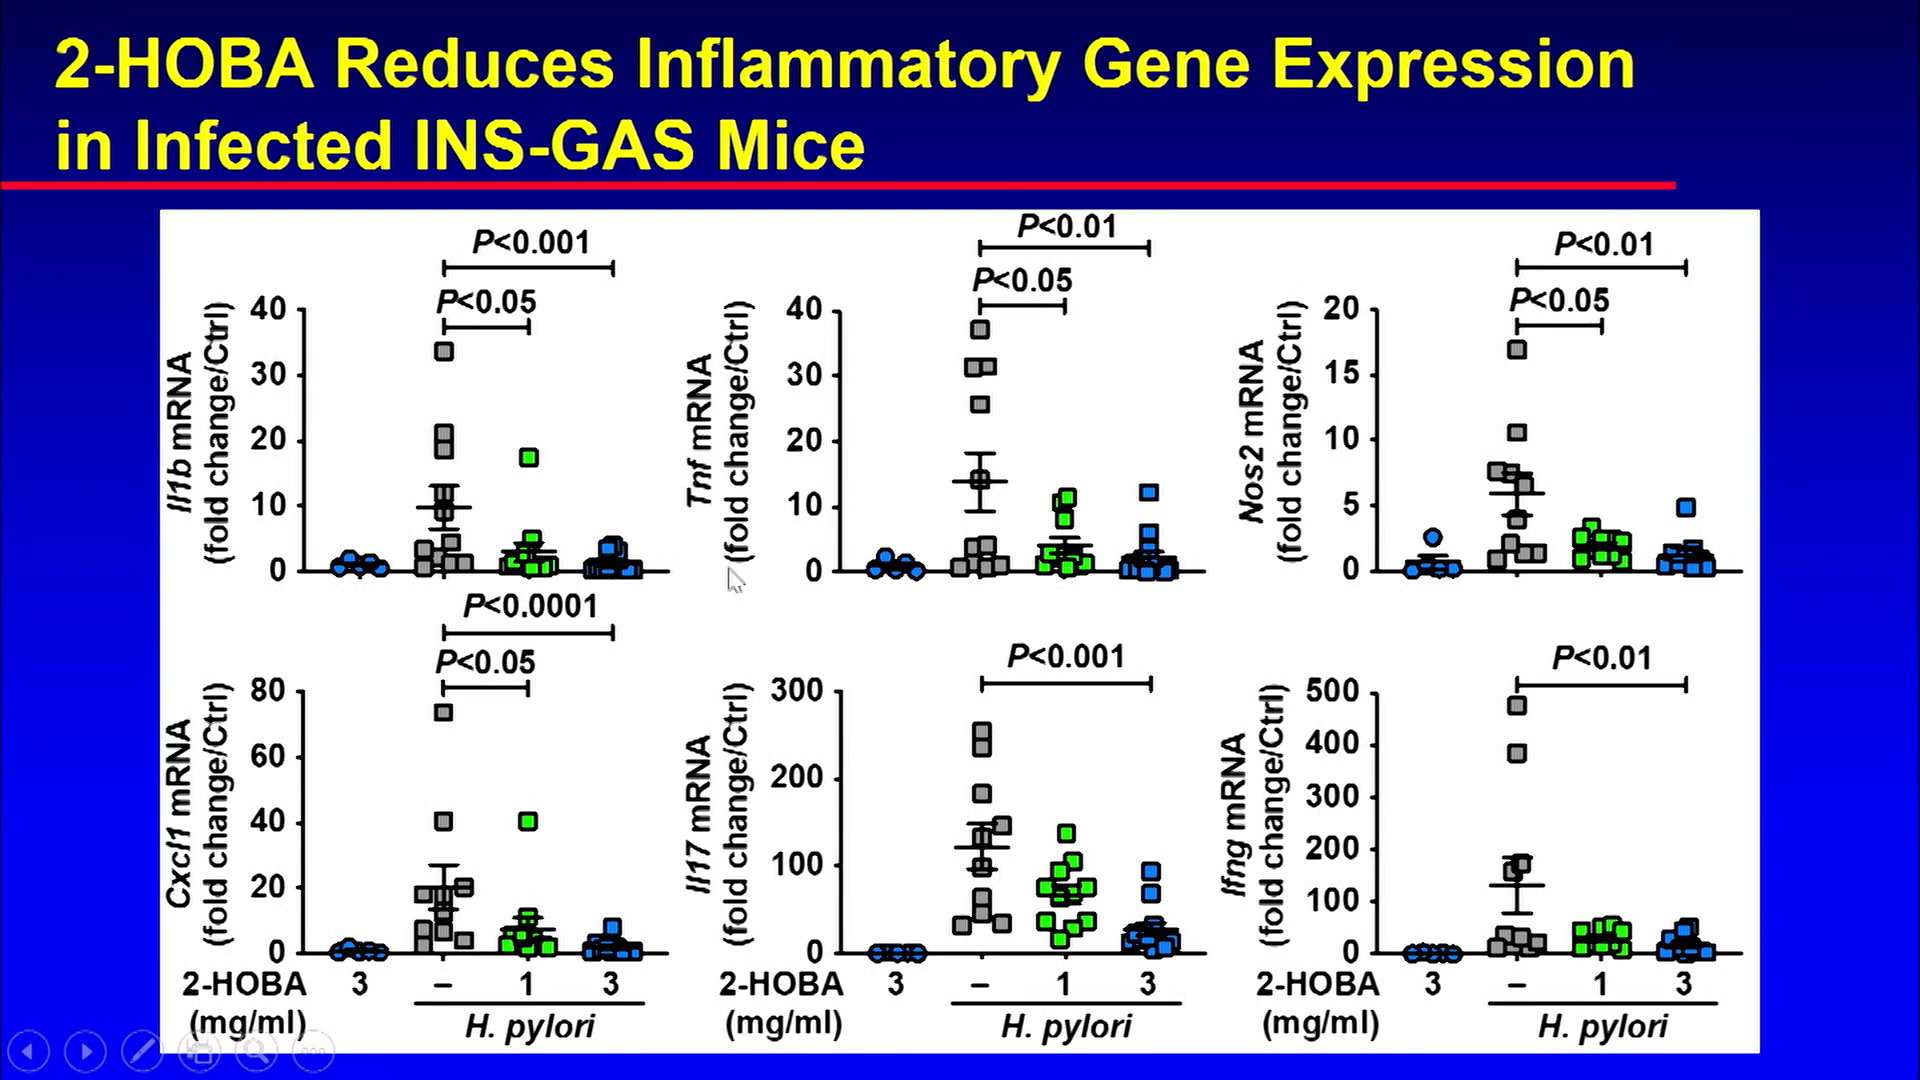 2-HOBA Reduces Inflammatory Gene Expression
in Infected INS-GAS Mice
P<0.001
P<0.05
40
30
20
10
0
Il1b mRNA
(fold change/Ctrl)
P<0.01
P<0.05
40
30
20
10
0
Tnf mRNA
(fold change/Ctrl)
P<0.01
P<0.05
20
15
10
5
0
Nos2 mRNA
(fold change/Ctrl)
P<0.0001
P<0.05
80
60
40
20
0
Cxcl1 mRNA
(fold change/Ctrl)
2-HOBA 3 – 1 3
(mg/ml) H. pylori
P<0.001
300
200
100
0
Il17 mRNA
(fold change/Ctrl)
2-HOBA 3 – 1 3
(mg/ml) H. pylori
P<0.01
500
400
300
200
100
0
Ifng mRNA
(fold change/Ctrl)
2-HOBA 3 – 1 3
(mg/ml) H. pylori